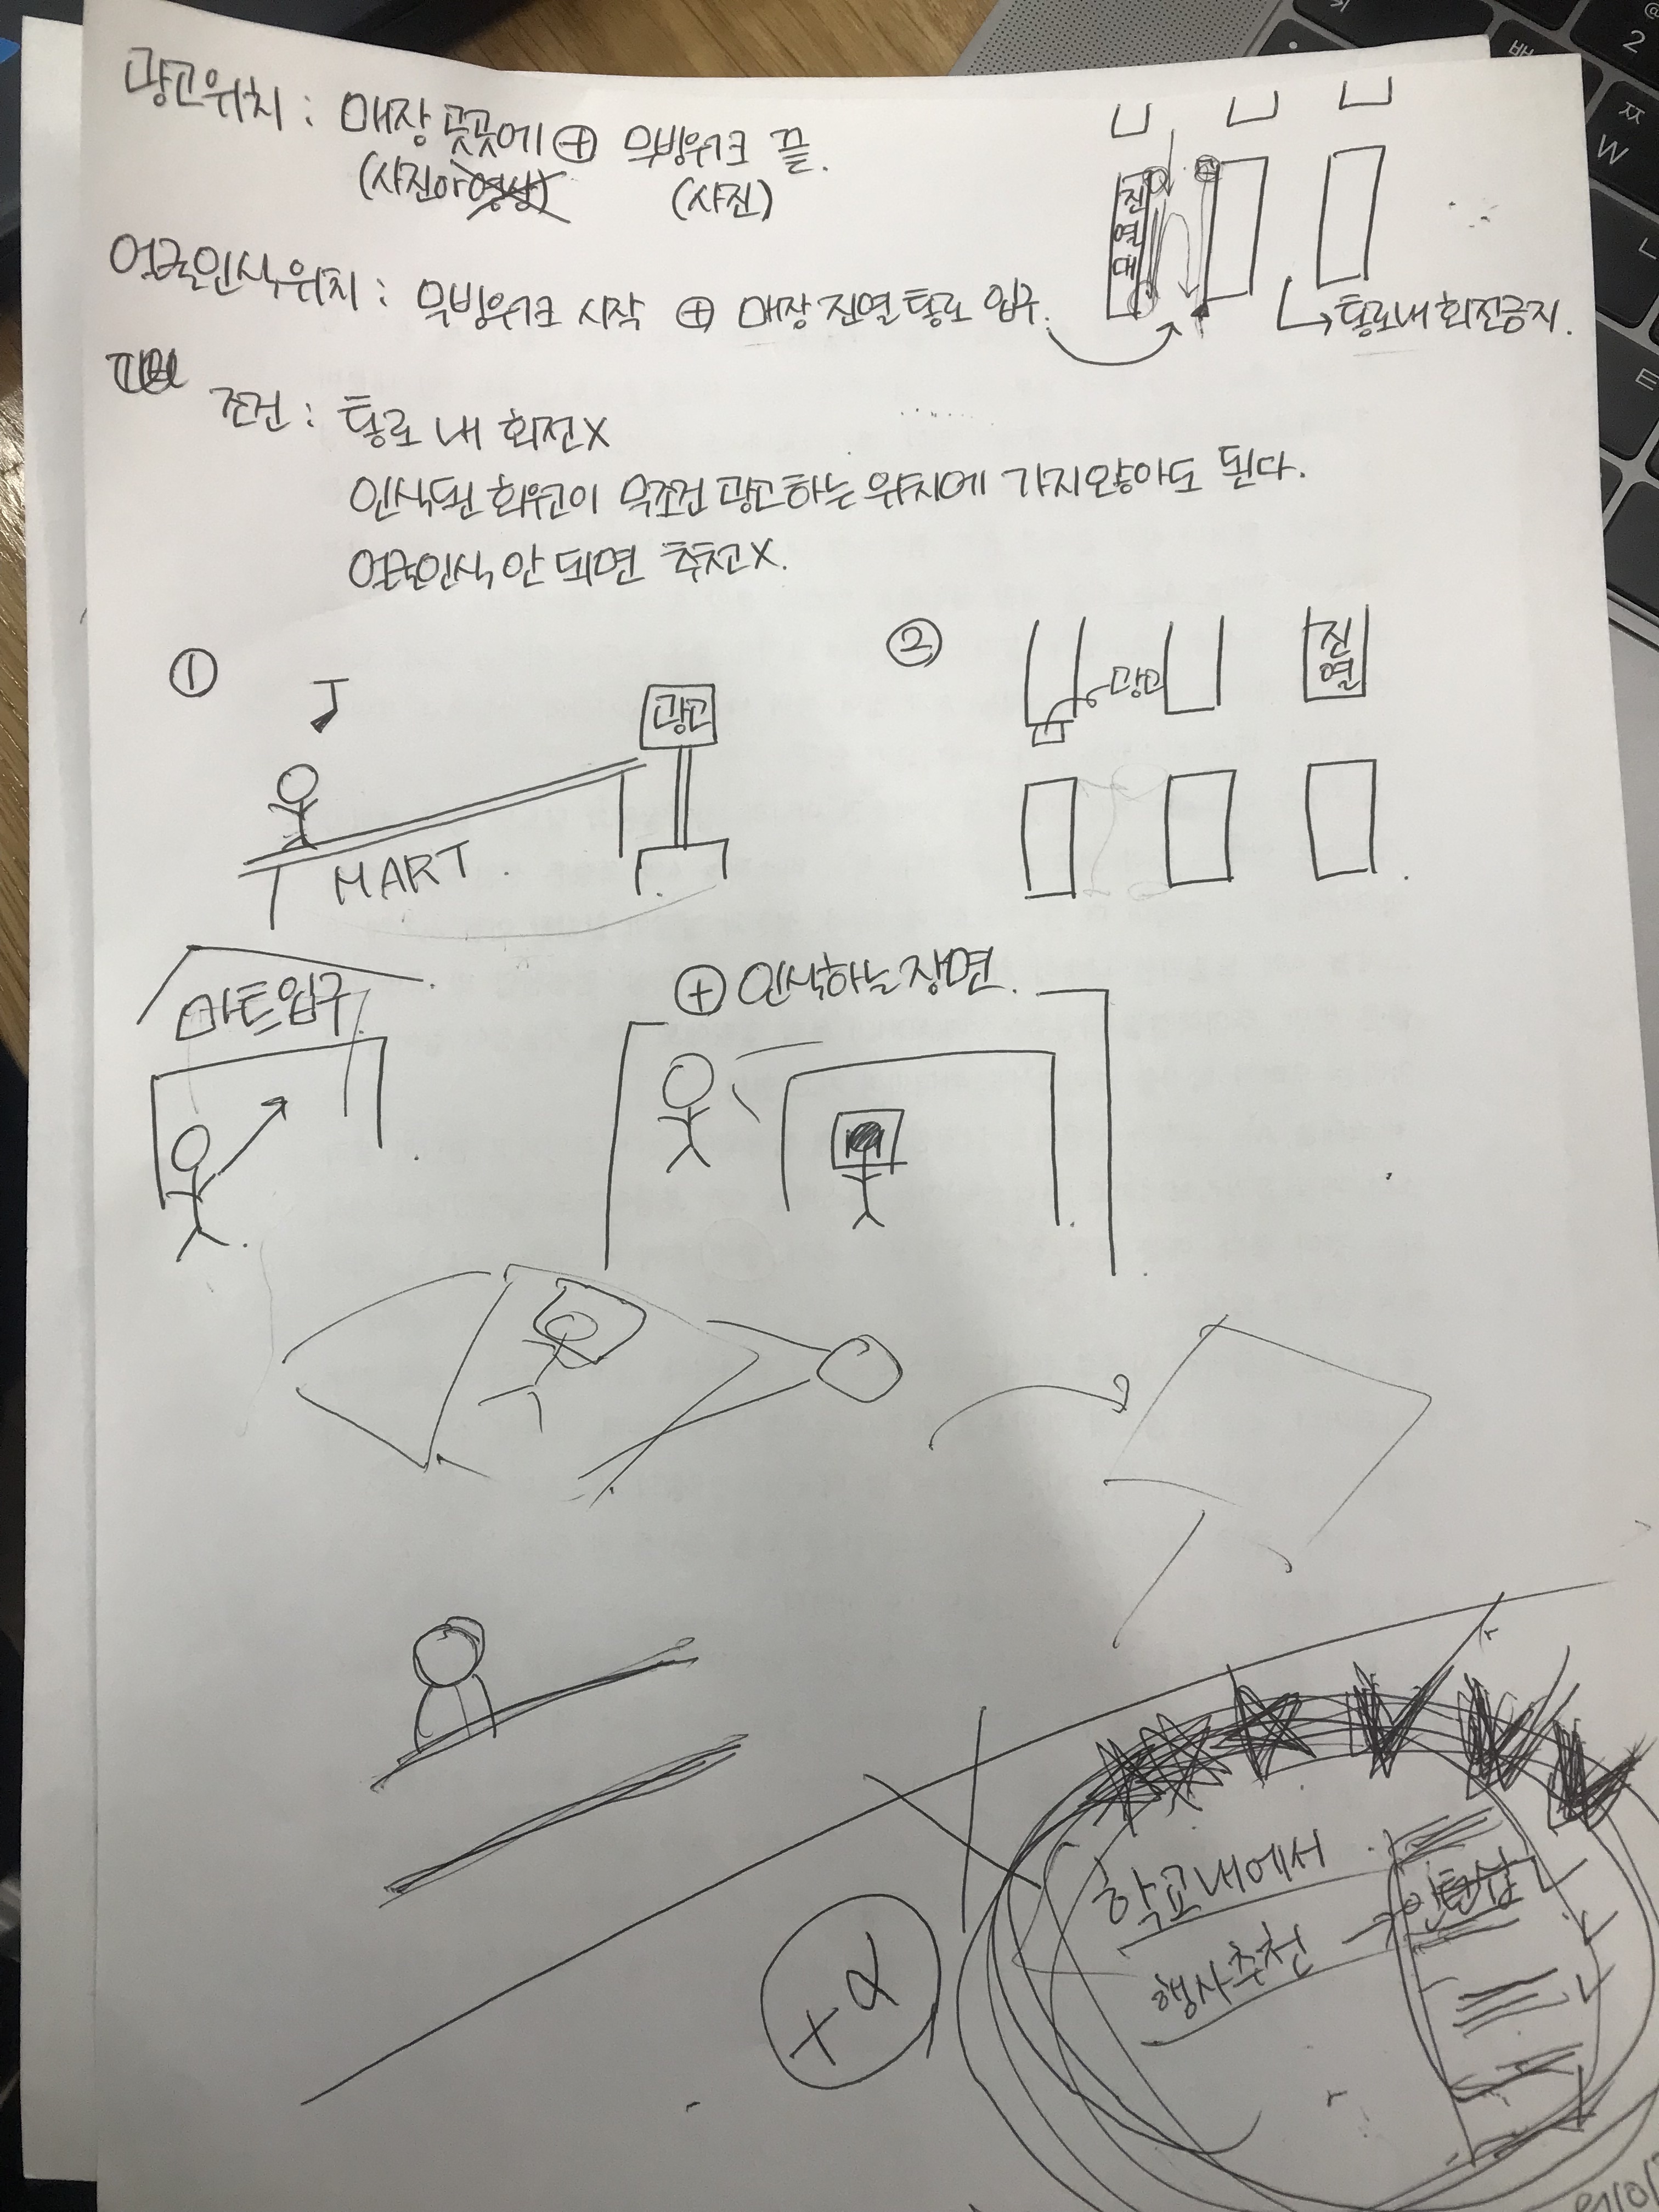 광고위치 : 매장 곳곳에 ⊕ 무빙워크 끝.
(사진이나 영상) (사진)
진열대
얼굴인식위치 : 무빙워크 시작 ⊕ 매장 진열 통로 입구.
통로내 회전금지.
조건 : 통로 내 회전X
인식된 회원이 무조건 광고하는 위치에 가지않아도 된다.
얼굴인식 안 되면 추천X.
①
②
광고
광고
진열
MART
마트입구
⊕ 인식하는 장면.
학교내에서
행사추천 →
+α
2
W
ㅉ
ㄴ
ㅌ